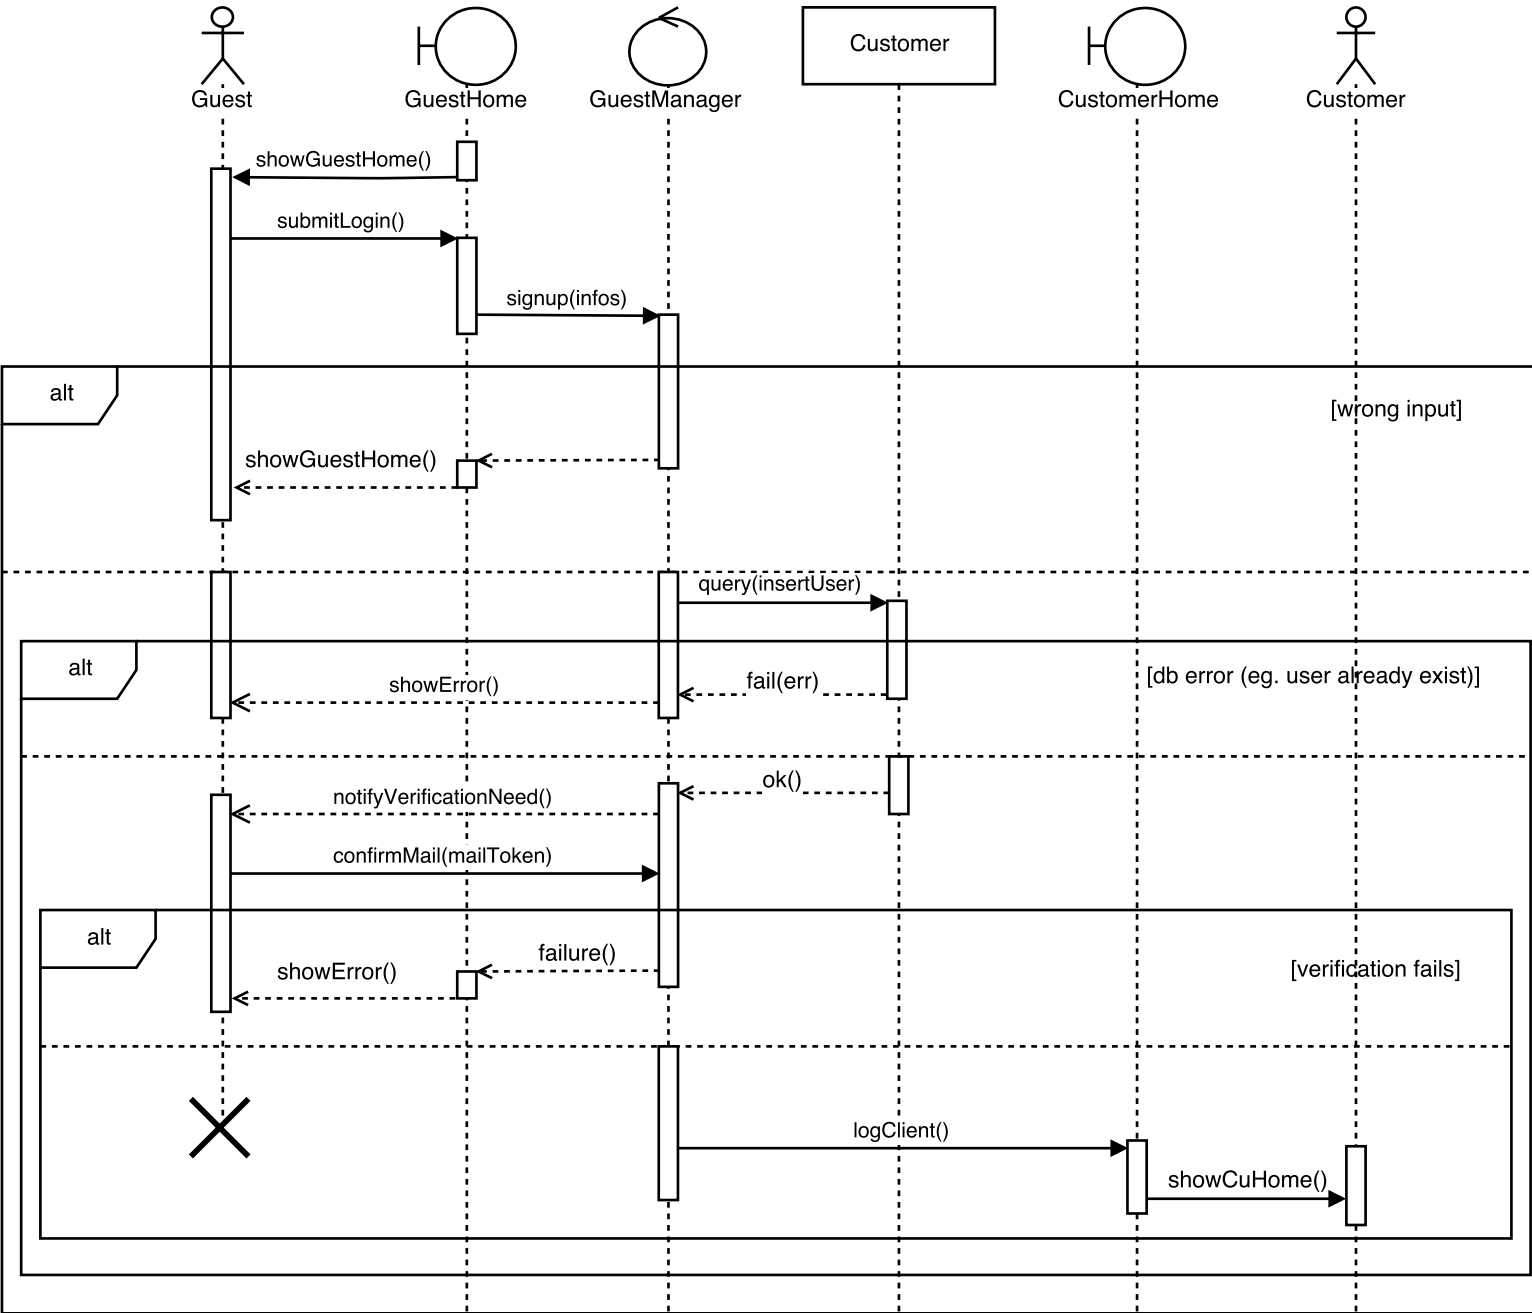 Customer
Guest
GuestHome
GuestManager
CustomerHome
Customer
showGuestHome()
submitLogin()
signup(infos)
alt
[wrong input]
showGuestHome()
query(insertUser)
alt
[db error (eg. user already exist)]
fail(err)
showError()
ok()
notifyVerificationNeed()
confirmMail(mailToken)
alt
failure()
[verification fails]
showError()
logClient()
showCuHome()